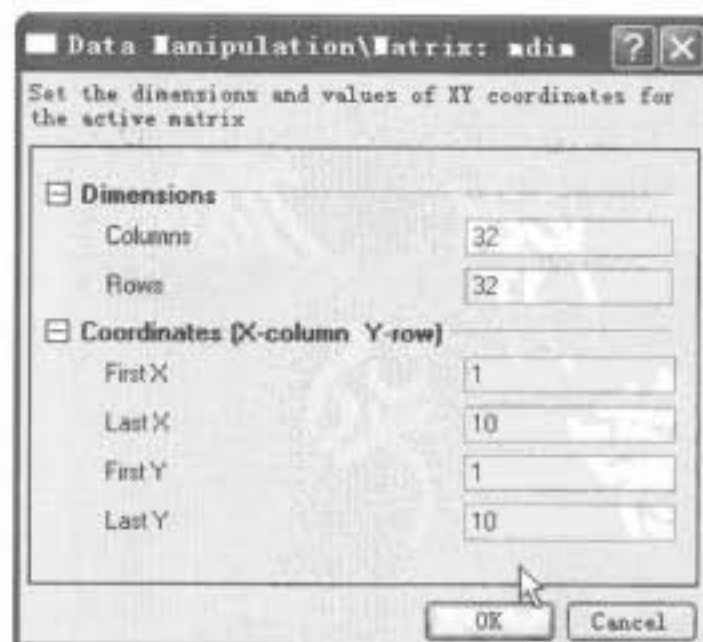 Data Manipulation\Matrix: mdim
Set the dimensions and values of XY coordinates for
the active matrix
Dimensions
Columns 32
Rows 32
Coordinates (X-column Y-row)
First X 1
Last X 10
First Y 1
Last Y 10
OK Cancel